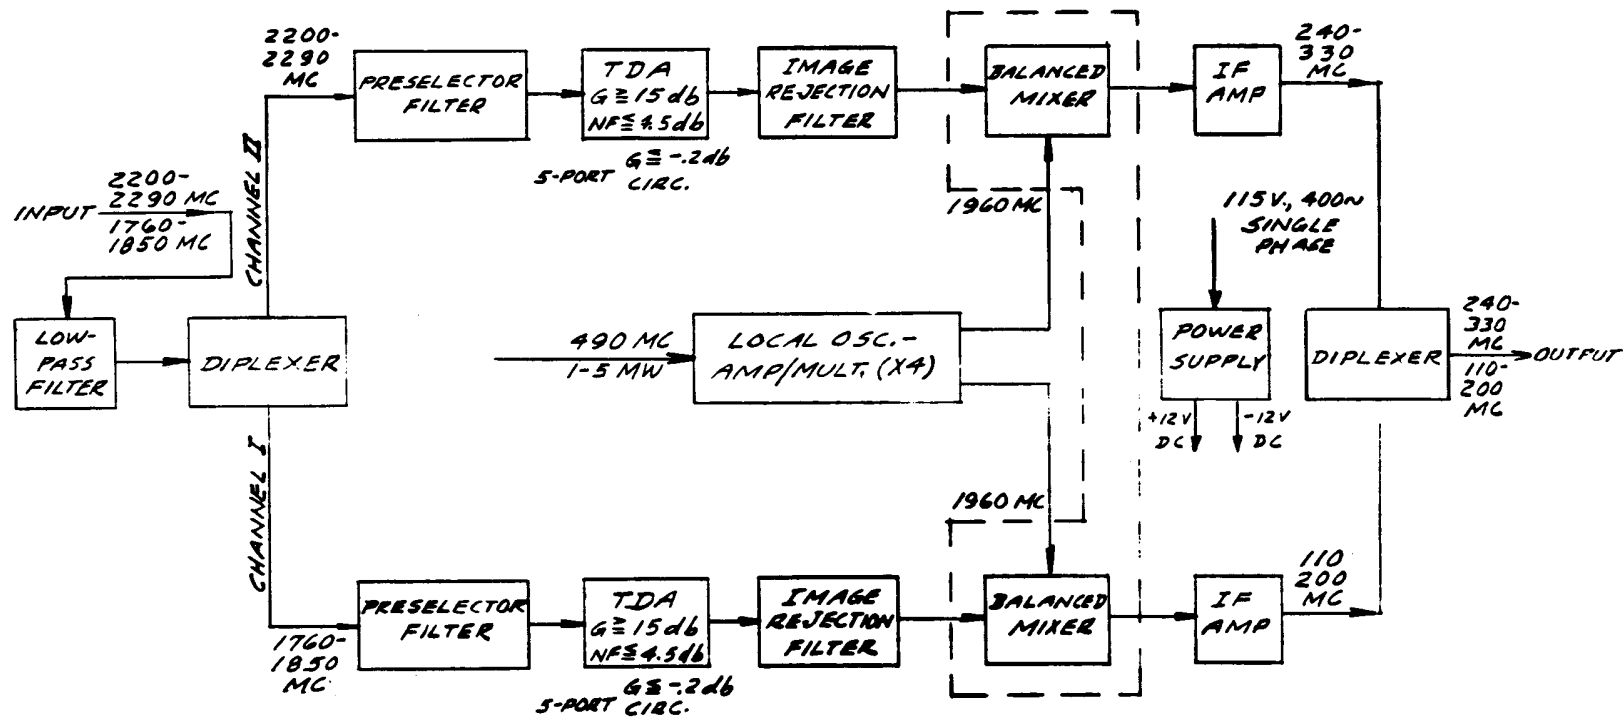 INPUT
2200-
2290 MC
1760-
1850 MC
LOW-
PASS
FILTER
DIPLEXER
CHANNEL II
2200-
2290
MC
PRESELECTOR
FILTER
TDA
G ≧ 15 db
NF ≦ 4.5 db
5-PORT G ≦ -.2 db
CIRC.
IMAGE
REJECTION
FILTER
BALANCED
MIXER
IF
AMP
240-
330
MC
1960 MC
490 MC
1-5 MW
LOCAL OSC.-
AMP/MULT. (X4)
115 V., 400~
SINGLE
PHASE
POWER
SUPPLY
+12V
DC
-12V
DC
DIPLEXER
240-
330
MC
110-
200
MC
OUTPUT
CHANNEL I
1760-
1850
MC
PRESELECTOR
FILTER
TDA
G ≧ 15 db
NF ≦ 4.5 db
5-PORT G ≦ -.2 db
CIRC.
IMAGE
REJECTION
FILTER
1960 MC
BALANCED
MIXER
IF
AMP
110
200
MC